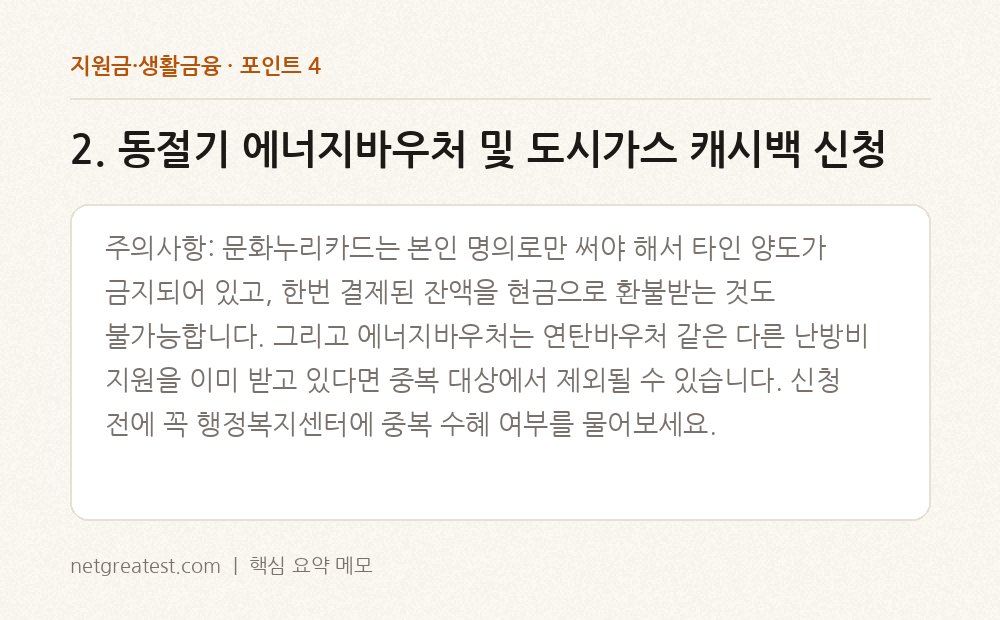 지원금·생활금융 · 포인트 4
2. 동절기 에너지바우처 및 도시가스 캐시백 신청
주의사항: 문화누리카드는 본인 명의로만 써야 해서 타인 양도가
금지되어 있고, 한번 결제된 잔액을 현금으로 환불받는 것도
불가능합니다. 그리고 에너지바우처는 연탄바우처 같은 다른 난방비
지원을 이미 받고 있다면 중복 대상에서 제외될 수 있습니다. 신청
전에 꼭 행정복지센터에 중복 수혜 여부를 물어보세요.
netgreatest.com | 핵심 요약 메모